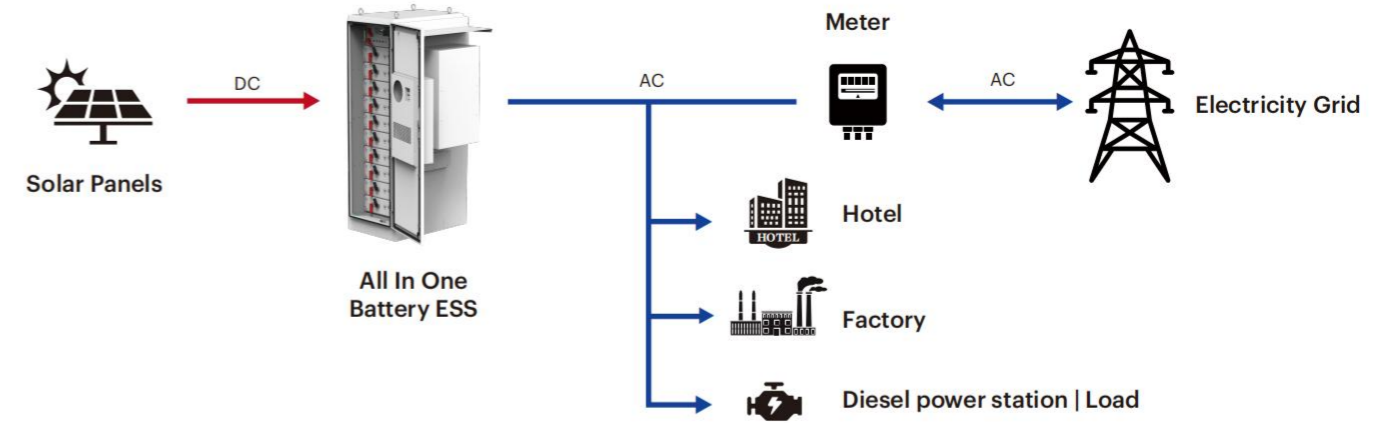 Meter
DC
AC
AC
Electricity Grid
Solar Panels
Hotel
HOTEL
All In One
Battery ESS
Factory
Diesel power station | Load